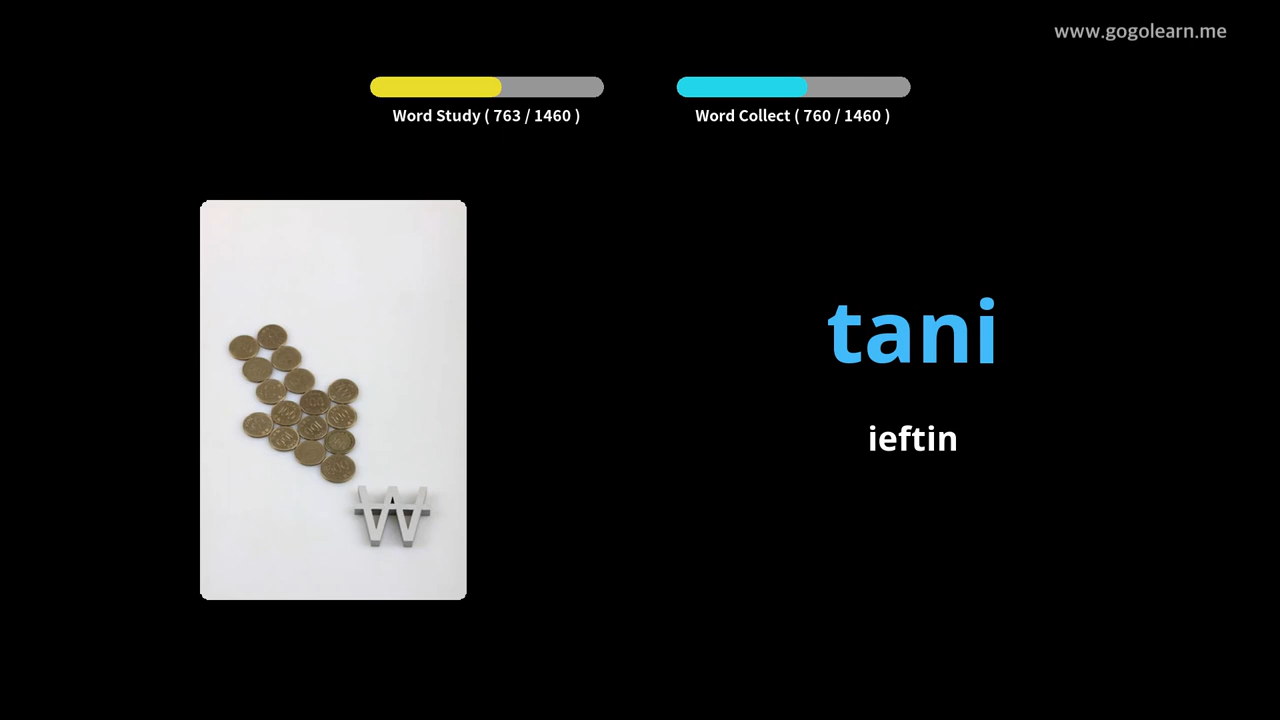 www.gogolearn.me
Word Study ( 763 / 1460 )
Word Collect ( 760 / 1460 )
tani
ieftin
₩